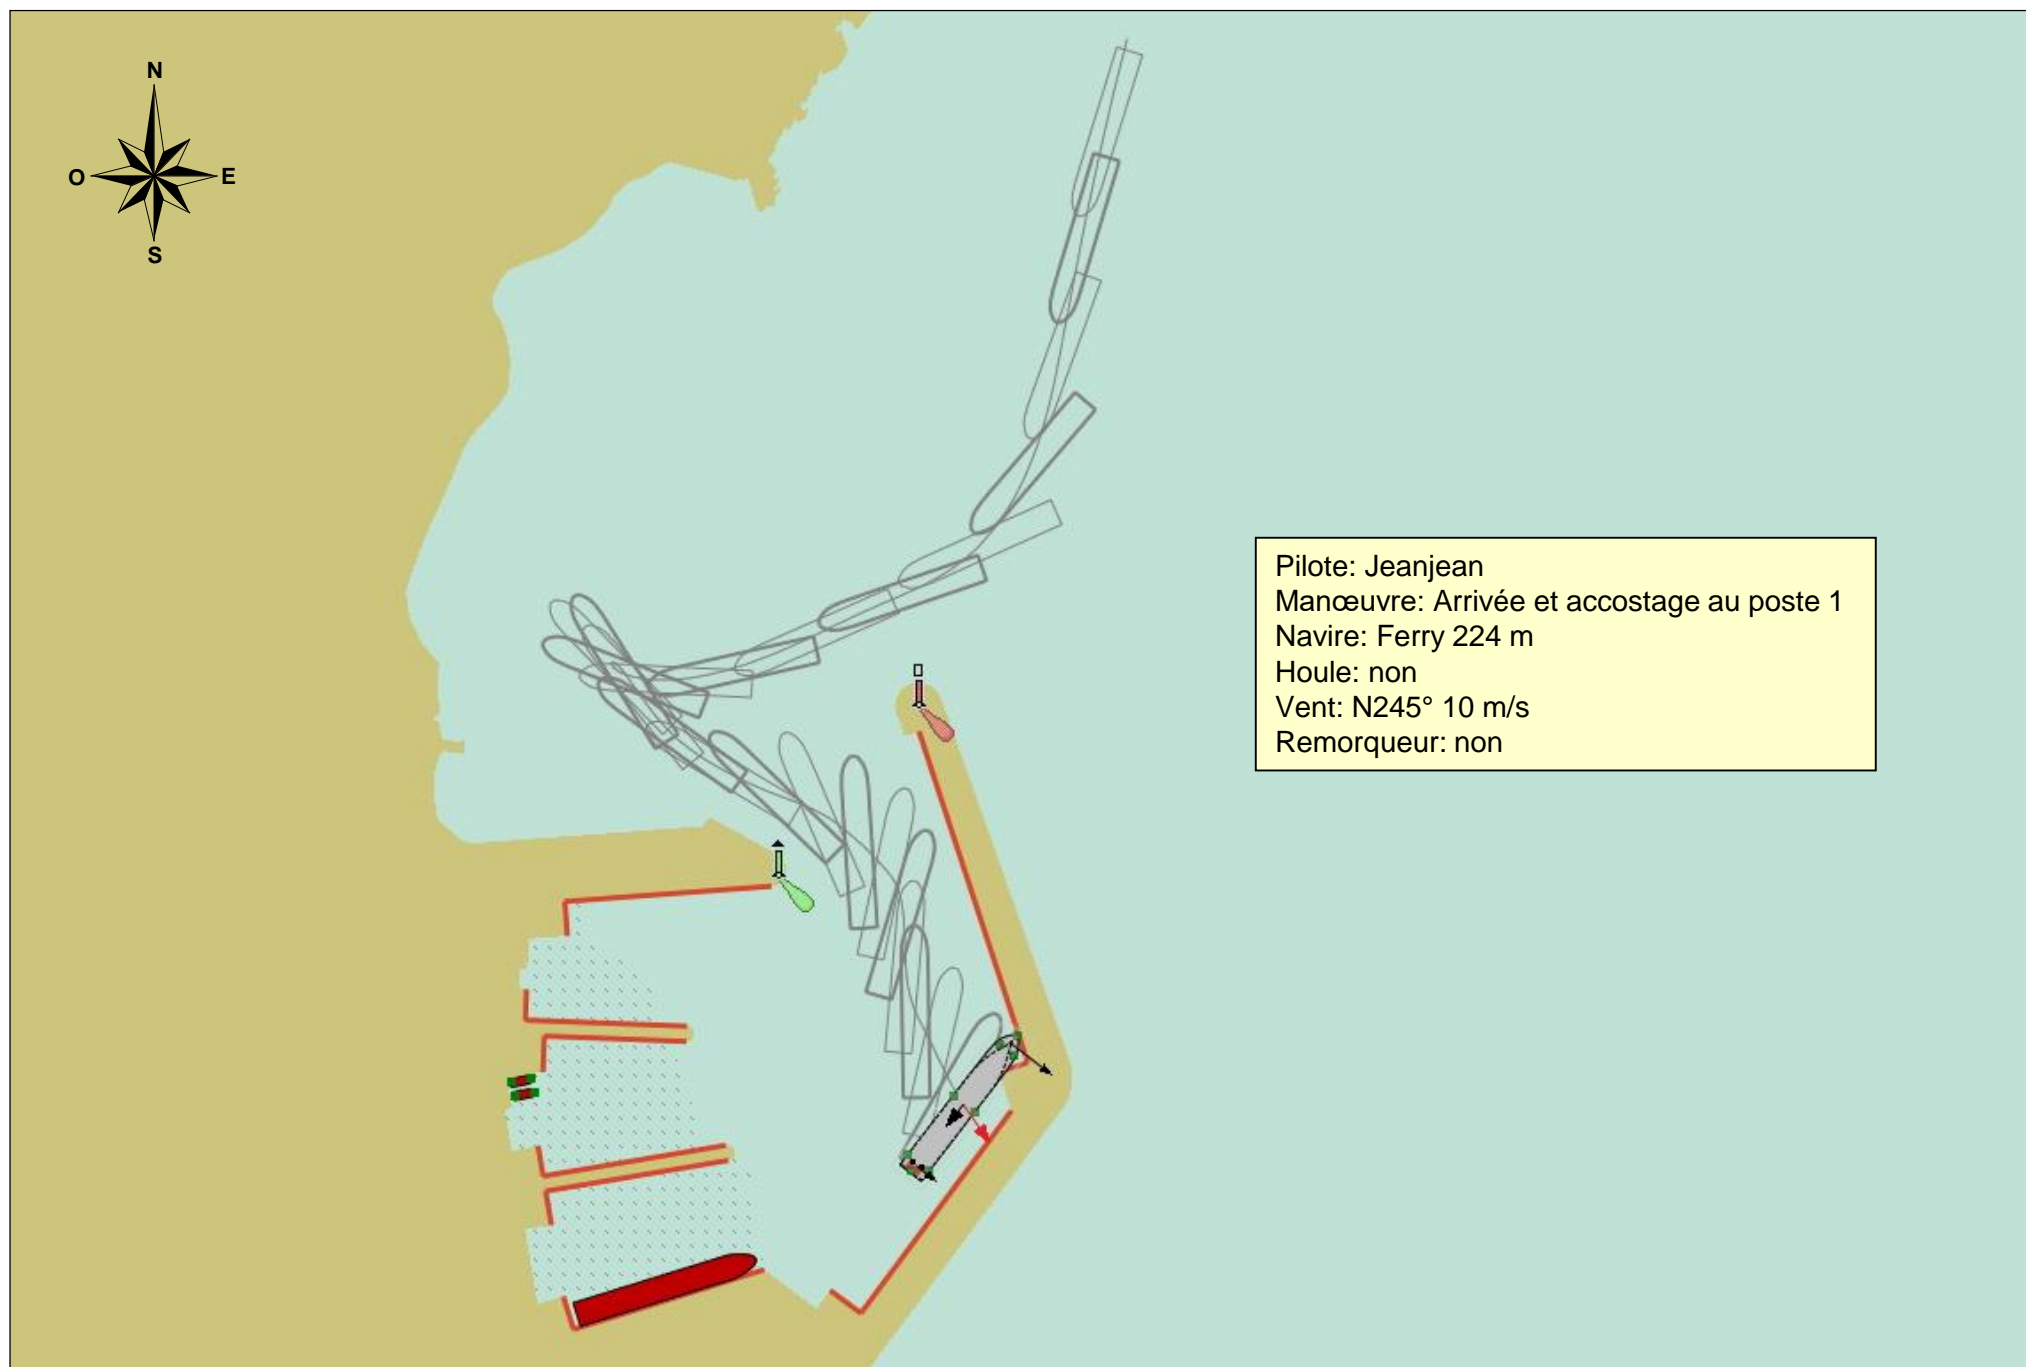 N
O
E
S
Pilote: Jeanjean
Manœuvre: Arrivée et accostage au poste 1
Navire: Ferry 224 m
Houle: non
Vent: N245° 10 m/s
Remorqueur: non